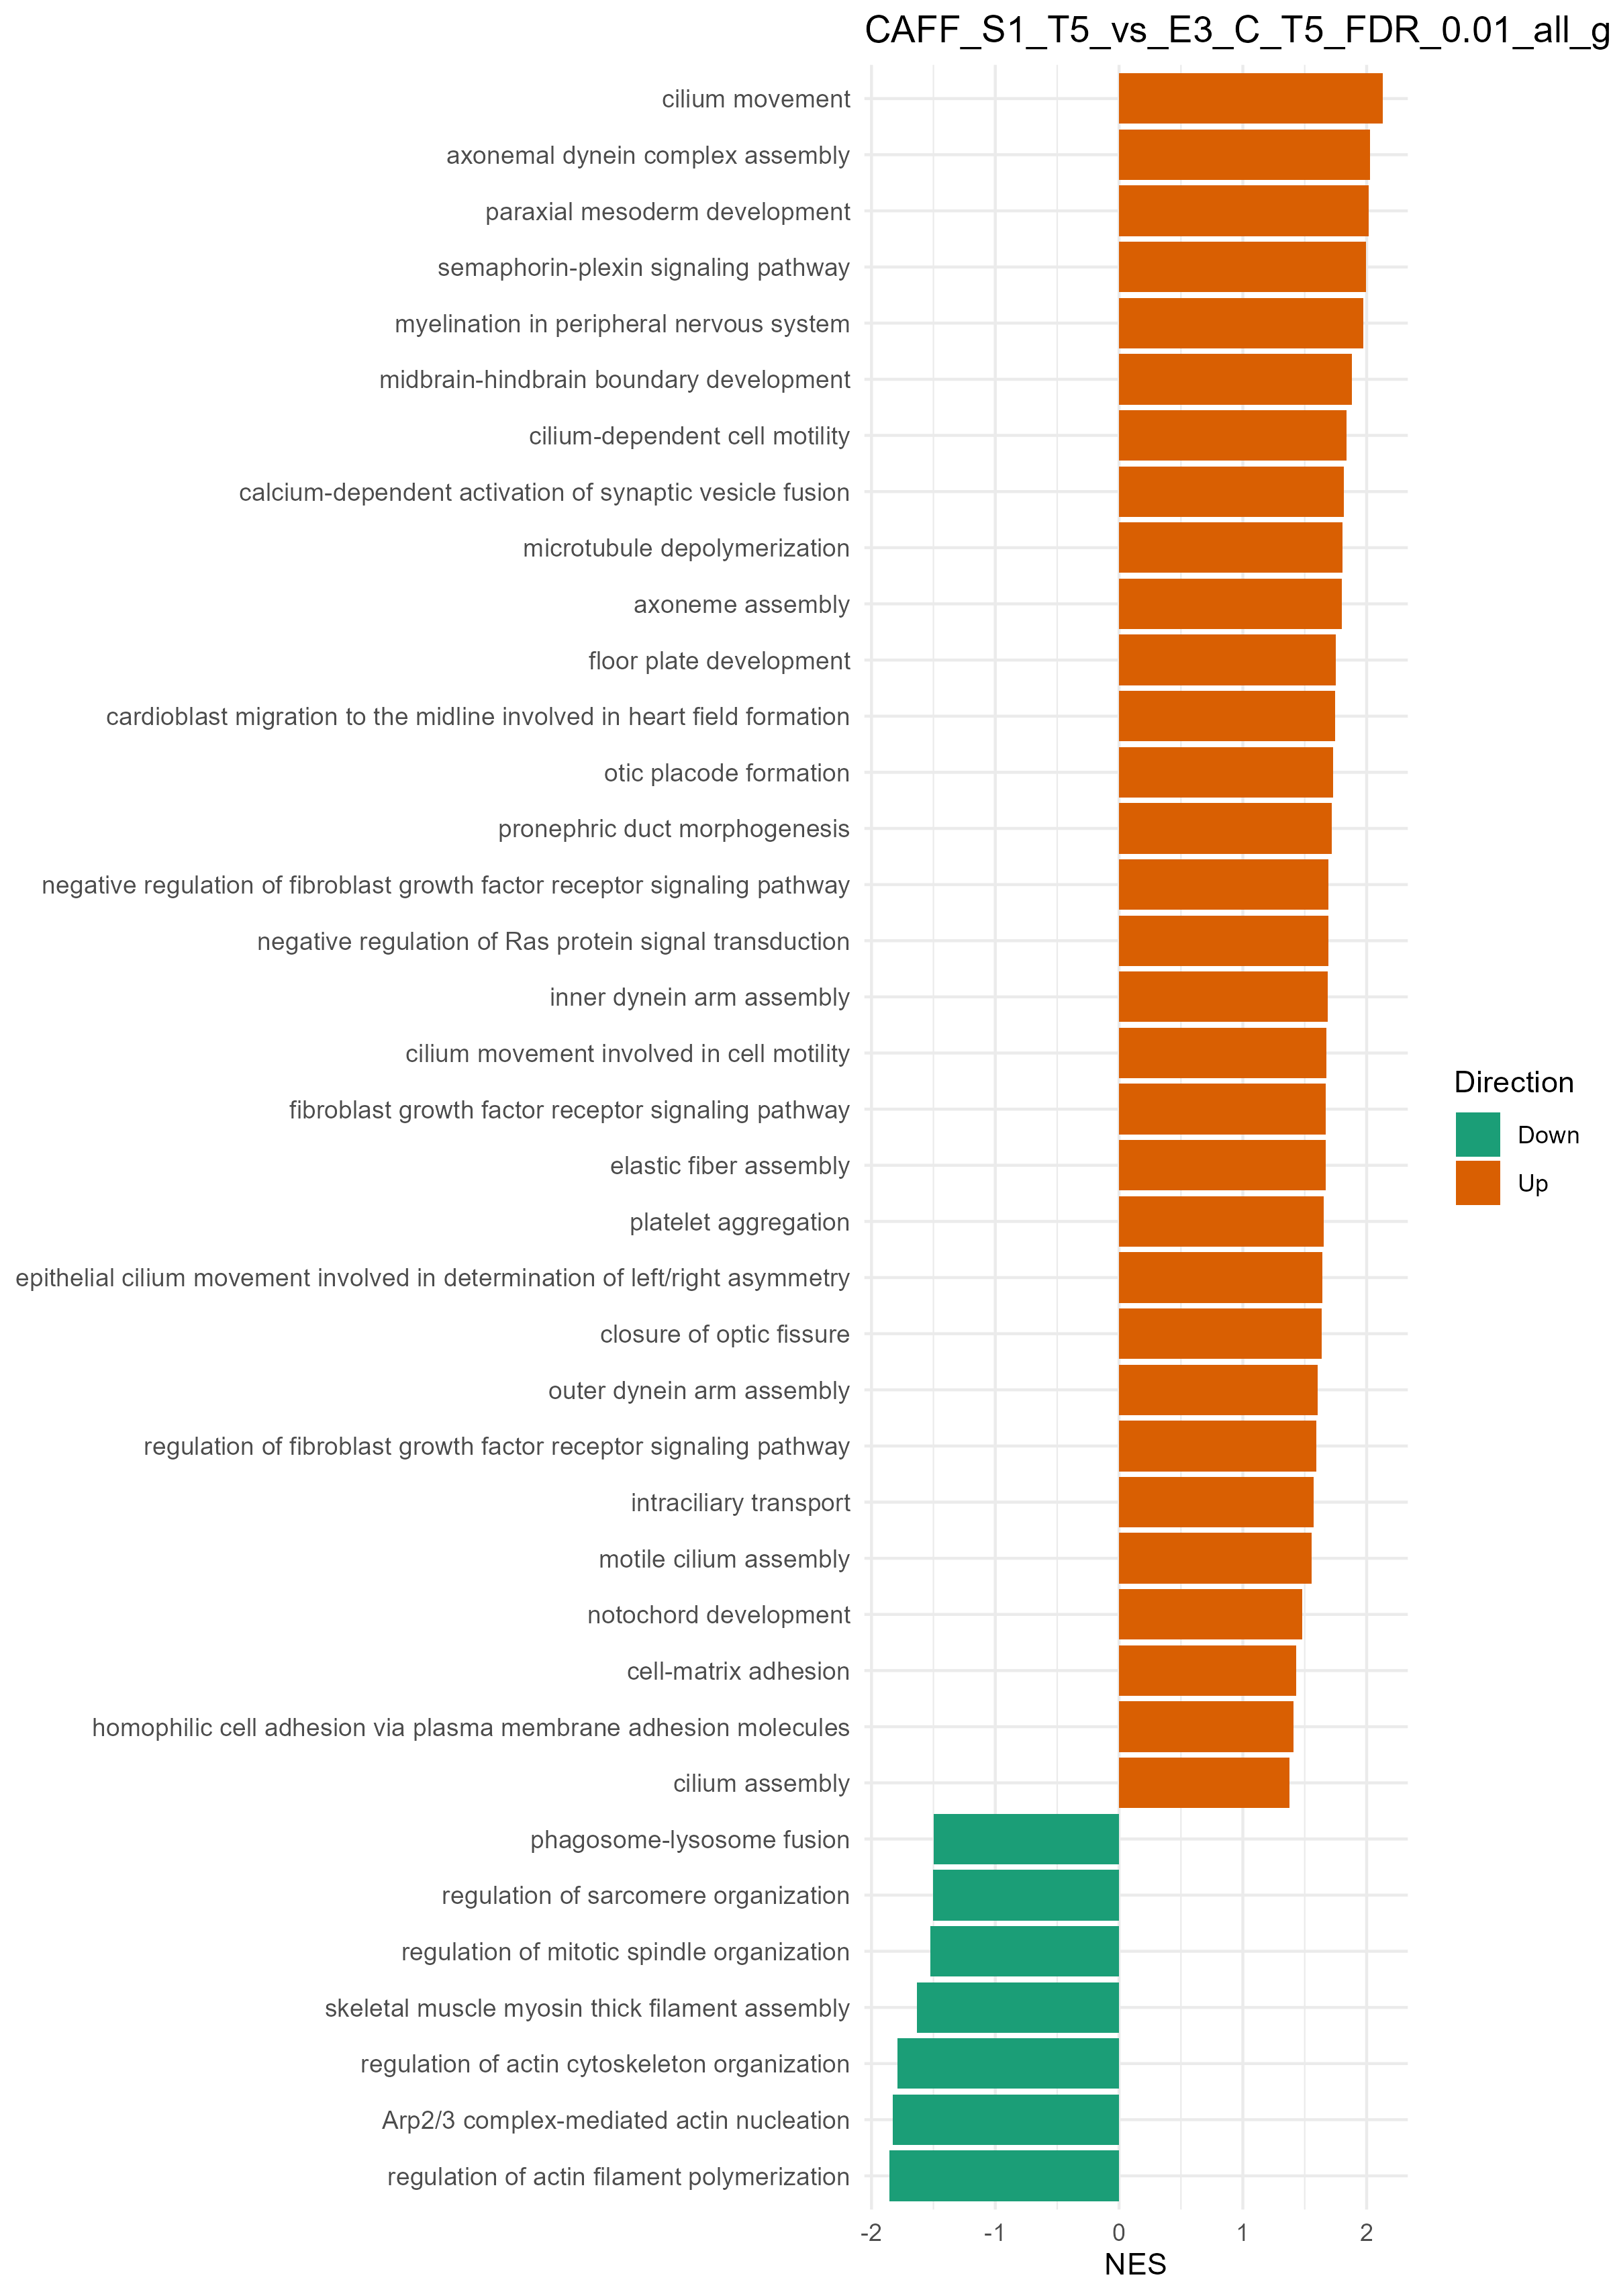 CAFF_S1_T5_vs_E3_C_T5_FDR_0.01_all_g
cilium movement
axonemal dynein complex assembly
paraxial mesoderm development
semaphorin-plexin signaling pathway
myelination in peripheral nervous system
midbrain-hindbrain boundary development
cilium-dependent cell motility
calcium-dependent activation of synaptic vesicle fusion
microtubule depolymerization
axoneme assembly
floor plate development
cardioblast migration to the midline involved in heart field formation
otic placode formation
pronephric duct morphogenesis
negative regulation of fibroblast growth factor receptor signaling pathway
negative regulation of Ras protein signal transduction
inner dynein arm assembly
cilium movement involved in cell motility
fibroblast growth factor receptor signaling pathway
elastic fiber assembly
platelet aggregation
epithelial cilium movement involved in determination of left/right asymmetry
closure of optic fissure
outer dynein arm assembly
regulation of fibroblast growth factor receptor signaling pathway
intraciliary transport
motile cilium assembly
notochord development
cell-matrix adhesion
homophilic cell adhesion via plasma membrane adhesion molecules
cilium assembly
phagosome-lysosome fusion
regulation of sarcomere organization
regulation of mitotic spindle organization
skeletal muscle myosin thick filament assembly
regulation of actin cytoskeleton organization
Arp2/3 complex-mediated actin nucleation
regulation of actin filament polymerization
-2 -1 0 1 2
NES
Direction
Down
Up